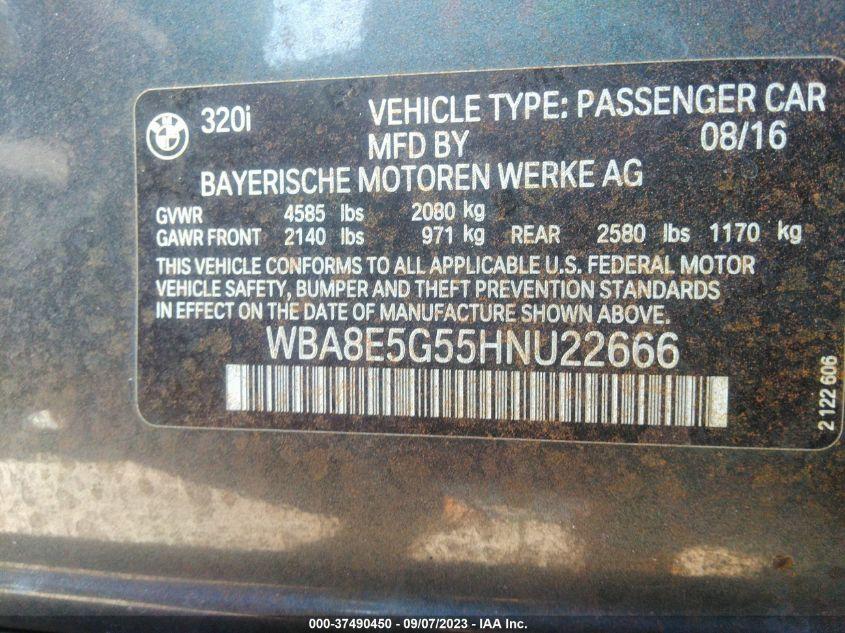 BMW
320i VEHICLE TYPE: PASSENGER CAR
MFD BY 08/16
BAYERISCHE MOTOREN WERKE AG
GVWR 4585 lbs 2080 kg
GAWR FRONT 2140 lbs 971 kg REAR 2580 lbs 1170 kg
THIS VEHICLE CONFORMS TO ALL APPLICABLE U.S. FEDERAL MOTOR
VEHICLE SAFETY, BUMPER AND THEFT PREVENTION STANDARDS
IN EFFECT ON THE DATE OF MANUFACTURE SHOWN ABOVE.
WBA8E5G55HNU22666
2 122 606
000-37490450 - 09/07/2023 - IAA Inc.